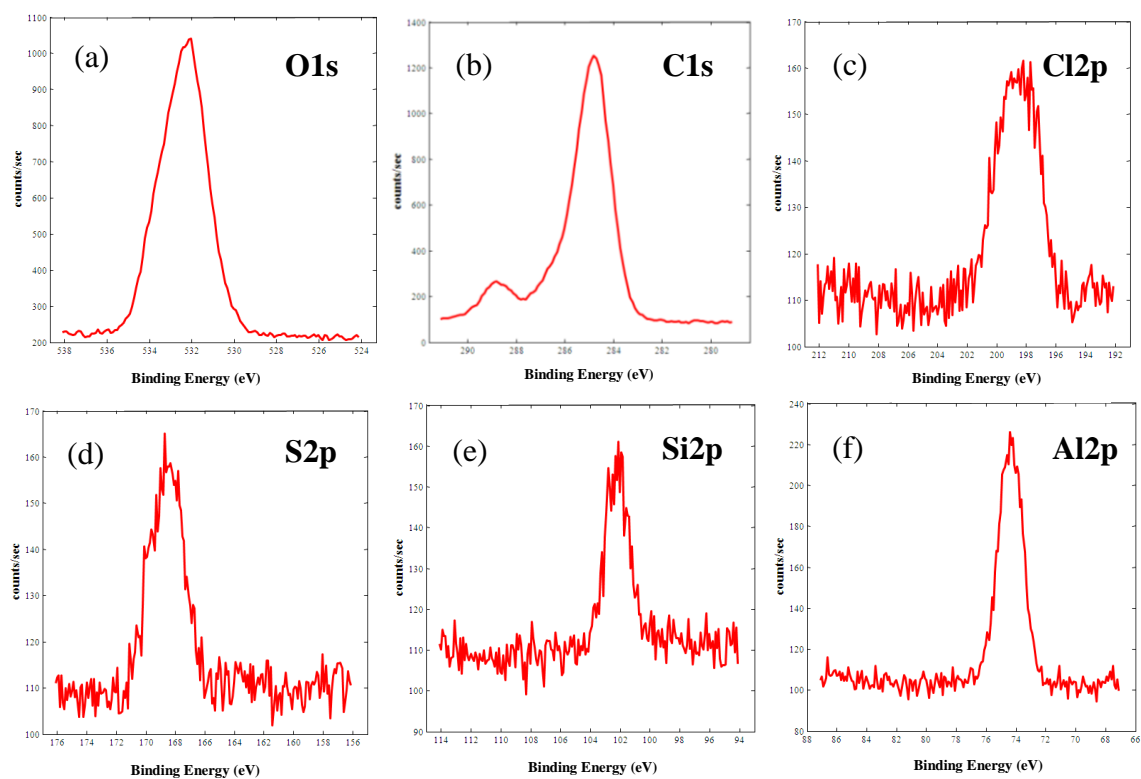 (a)
O1s
1100
1000
900
800
700
600
500
400
300
200
counts/sec
538 536 534 532 530 528 526 524
Binding Energy (eV)
(b)
C1s
1400
1200
1000
800
600
400
200
0
counts/sec
290 288 286 284 282 280
Binding Energy (eV)
(c)
Cl2p
170
160
150
140
130
120
110
100
counts/sec
212 210 208 206 204 202 200 198 196 194 192
Binding Energy (eV)
(d)
S2p
170
160
150
140
130
120
110
100
counts/sec
176 174 172 170 168 166 164 162 160 158 156
Binding Energy (eV)
(e)
Si2p
170
160
150
140
130
120
110
100
90
counts/sec
114 112 110 108 106 104 102 100 98 96 94
Binding Energy (eV)
(f)
Al2p
240
220
200
180
160
140
120
100
80
counts/sec
88 86 84 82 80 78 76 74 72 70 68 66
Binding Energy (eV)